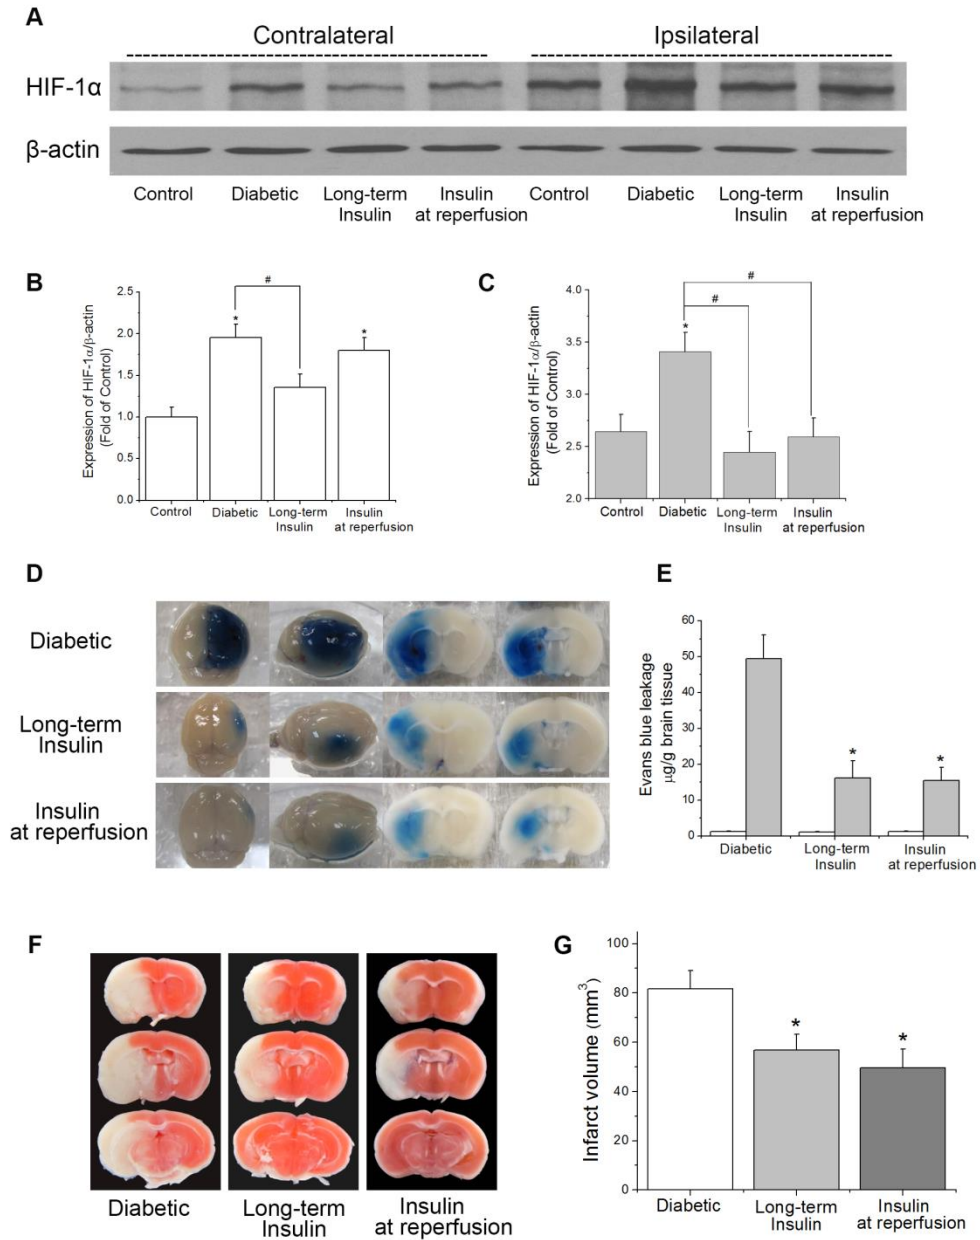 A
Contralateral
Ipsilateral
HIF-1α
β-actin
Control
Diabetic
Long-term
Insulin
Insulin
at reperfusion
Control
Diabetic
Long-term
Insulin
Insulin
at reperfusion
B
Expression of HIF-1α/β-actin
(Fold of Control)
2.5
2.0
1.5
1.0
0.5
0.0
#
*
*
Control
Diabetic
Long-term
Insulin
Insulin
at reperfusion
C
Expression of HIF-1α/β-actin
(Fold of Control)
4.0
3.5
3.0
2.5
2.0
#
#
*
Control
Diabetic
Long-term
Insulin
Insulin
at reperfusion
D
Diabetic
Long-term
Insulin
Insulin
at reperfusion
E
Evans blue leakage
μg/g brain tissue
60
50
40
30
20
10
0
*
*
Diabetic
Long-term
Insulin
Insulin
at reperfusion
F
Diabetic
Long-term
Insulin
Insulin
at reperfusion
G
Infarct volume (mm³)
100
80
60
40
20
0
*
*
Diabetic
Long-term
Insulin
Insulin
at reperfusion